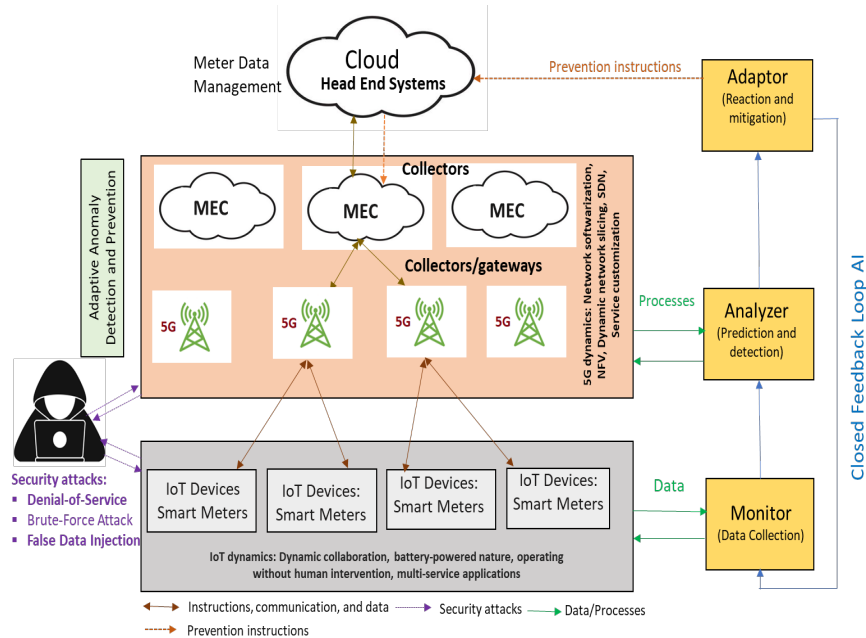 Meter Data
Management
Cloud
Head End Systems
Prevention instructions
Adaptor
(Reaction and
mitigation)
Adaptive Anomaly
Detection and Prevention
Collectors
MEC
MEC
MEC
Collectors/gateways
5G
5G
5G
5G
5G dynamics: Network softwarization,
NFV, Dynamic network slicing, SDN,
Service customization
Processes
Analyzer
(Prediction and
detection)
Closed Feedback Loop AI
Security attacks:
▪ Denial-of-Service
▪ Brute-Force Attack
▪ False Data Injection
IoT Devices
Smart Meters
IoT Devices:
Smart Meters
IoT Devices:
Smart Meters
IoT Devices:
Smart Meters
IoT dynamics: Dynamic collaboration, battery-powered nature, operating
without human intervention, multi-service applications
Data
Monitor
(Data Collection)
Instructions, communication, and data
Security attacks
Data/Processes
Prevention instructions